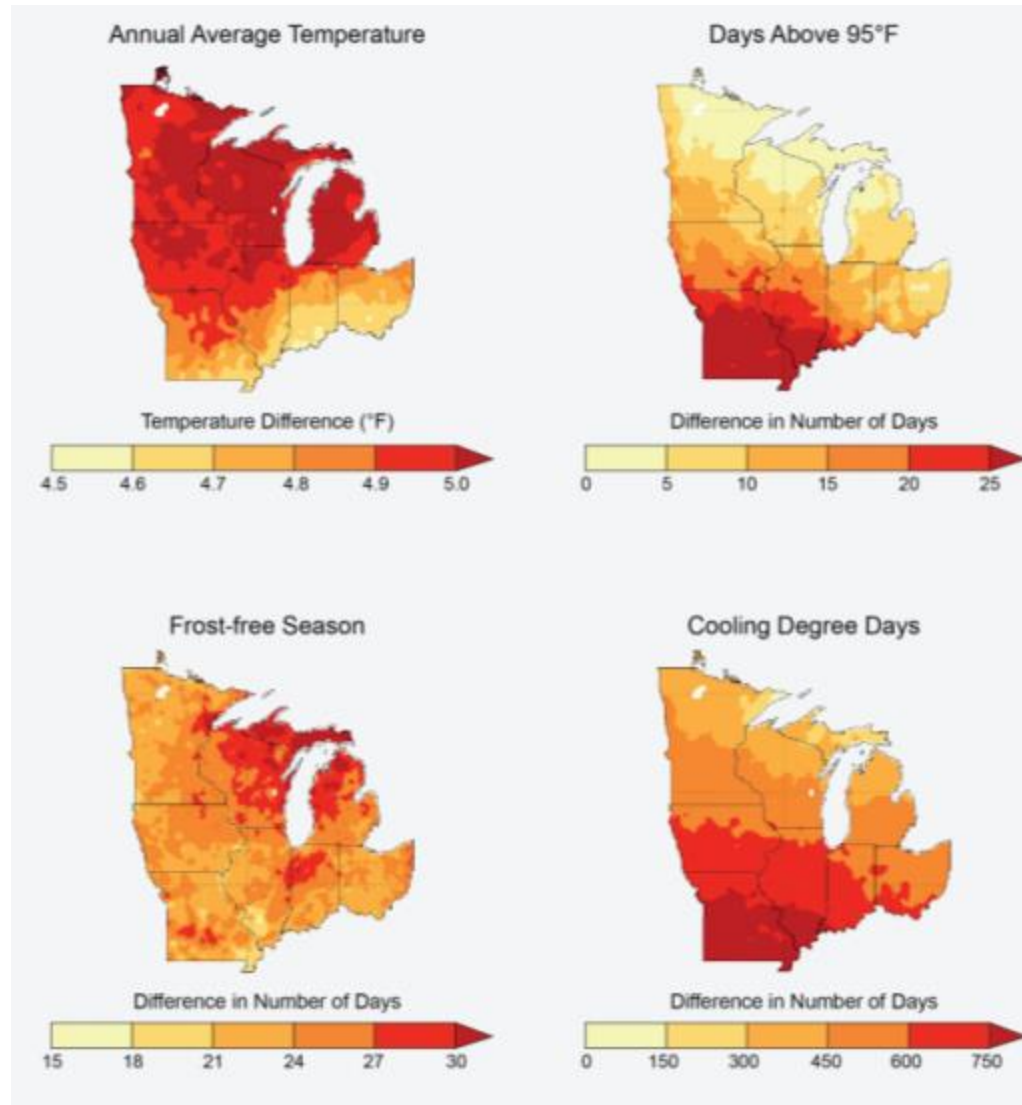 Annual Average Temperature
Days Above 95°F
Temperature Difference (°F)
4.5 4.6 4.7 4.8 4.9 5.0
Difference in Number of Days
0 5 10 15 20 25
Frost-free Season
Cooling Degree Days
Difference in Number of Days
15 18 21 24 27 30
Difference in Number of Days
0 150 300 450 600 750